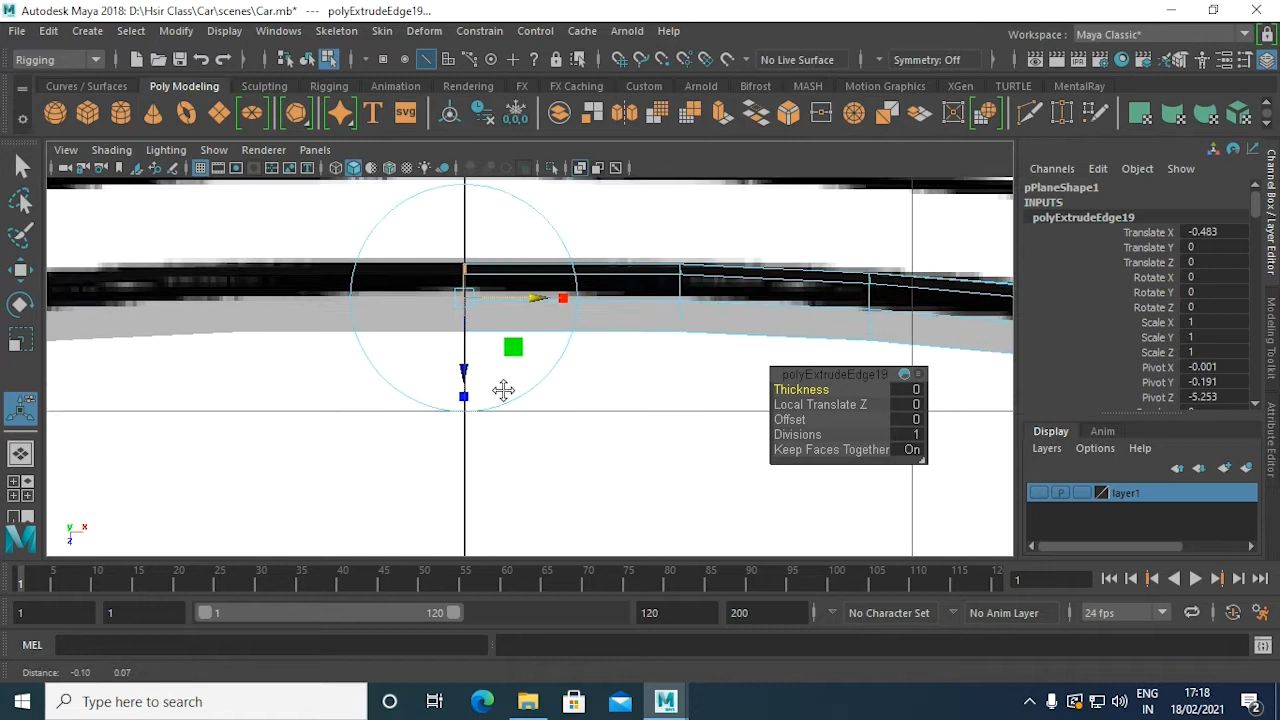 Autodesk Maya 2018: D:\Hsir Class\Car\scenes\Car.mb* --- polyExtrudeEdge19...
File Edit Create Select Modify Display Windows Skeleton Skin Deform Constrain Control Cache Arnold Help
Workspace : Maya Classic*
Rigging
No Live Surface
Symmetry: Off
Curves / Surfaces Poly Modeling Sculpting Rigging Animation Rendering FX FX Caching Custom Arnold Bifrost MASH Motion Graphics XGen TURTLE MentalRay
T
SVG
0,0,0
View Shading Lighting Show Renderer Panels
Channels Edit Object Show
pPlaneShape1
INPUTS
polyExtrudeEdge19
Translate X -0.483
Translate Y 0
Translate Z 0
Rotate X 0
Rotate Y 0
Rotate Z 0
Scale X 1
Scale Y 1
Scale Z 1
Pivot X -0.001
Pivot Y -0.191
Pivot Z -5.253
Channel Box / Layer Editor
Modeling Toolkit
Attribute Editor
polyExtrudeEdge19
Thickness 0
Local Translate Z 0
Offset 0
Divisions 1
Keep Faces Together On
Display Anim
Layers Options Help
P layer1
y x
z
1 5 10 15 20 25 30 35 40 45 50 55 60 65 70 75 80 85 90 95 100 105 110 115 120
1
1 1 1 120 120 200 No Character Set No Anim Layer 24 fps
MEL
Distance: -0.10 0.07
Type here to search
ENG
IN
17:18
18/02/2021
2